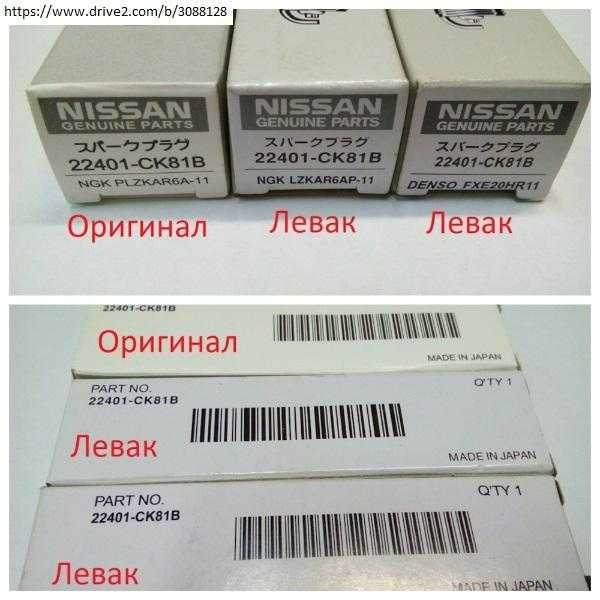 https://www.drive2.com/b/3088128
NISSAN
GENUINE PARTS
スパークプラグ
22401-CK81B
NGK PLZKAR6A-11
Оригинал
NISSAN
GENUINE PARTS
スパークプラグ
22401-CK81B
NGK LZKAR6AP-11
Левак
NISSAN
GENUINE PARTS
スパークプラグ
22401-CK81B
DENSO FXE20HR11
Левак
22401-CK81B
Оригинал
MADE IN JAPAN
PART NO.
22401-CK81B
Q'TY 1
Левак
MADE IN JAPAN
PART NO.
22401-CK81B
Q'TY 1
Левак
MADE IN JAPAN